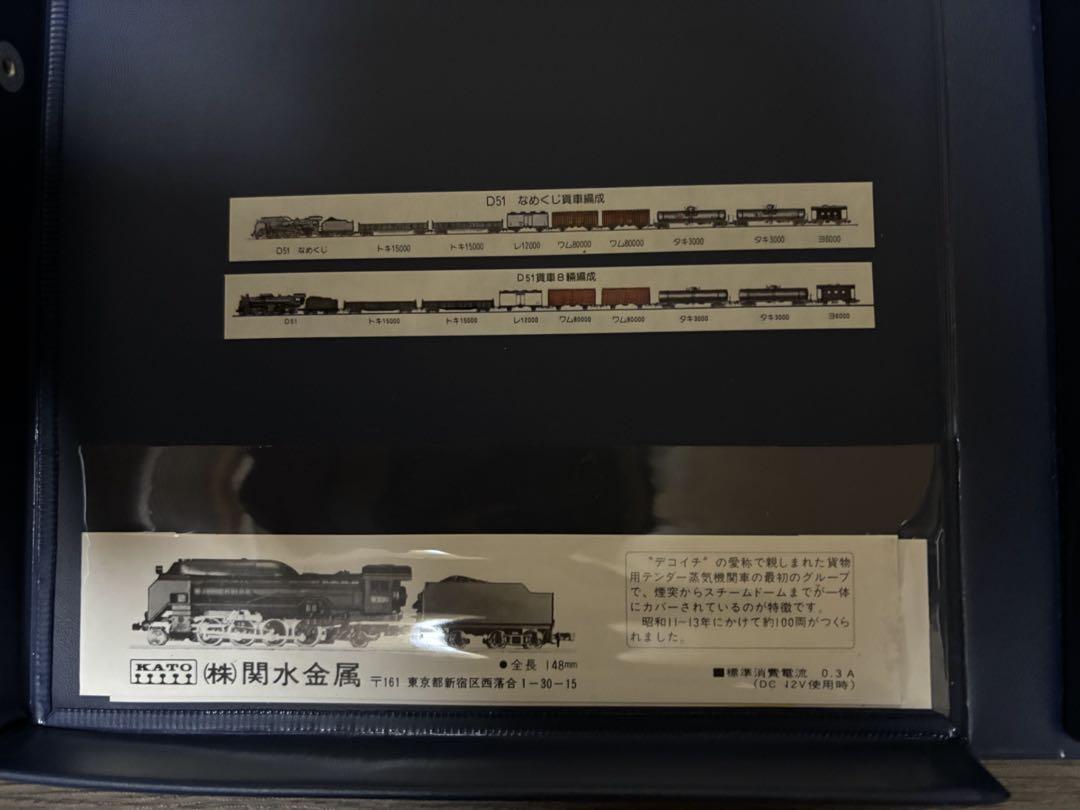 D51 なめくじ貨車編成
D51 なめくじ トキ15000 トキ15000 レ12000 ワム80000 ワム80000 タキ3000 タキ3000 ヨ6000
D51貨車8輌編成
D51 トキ15000 トキ15000 レ12000 ワム80000 ワム80000 タキ3000 タキ3000 ヨ6000
"デコイチ"の愛称で親しまれた貨物
用テンダー蒸気機関車の最初のグループ
で、煙突からスチームドームまでが一体
にカバーされているのが特徴です。
昭和11〜13年にかけて約100両がつくら
れました。
●全長 148mm
KATO (株)関水金属 〒161 東京都新宿区西落合1-30-15
■標準消費電流 0.3A
(DC 12V使用時)